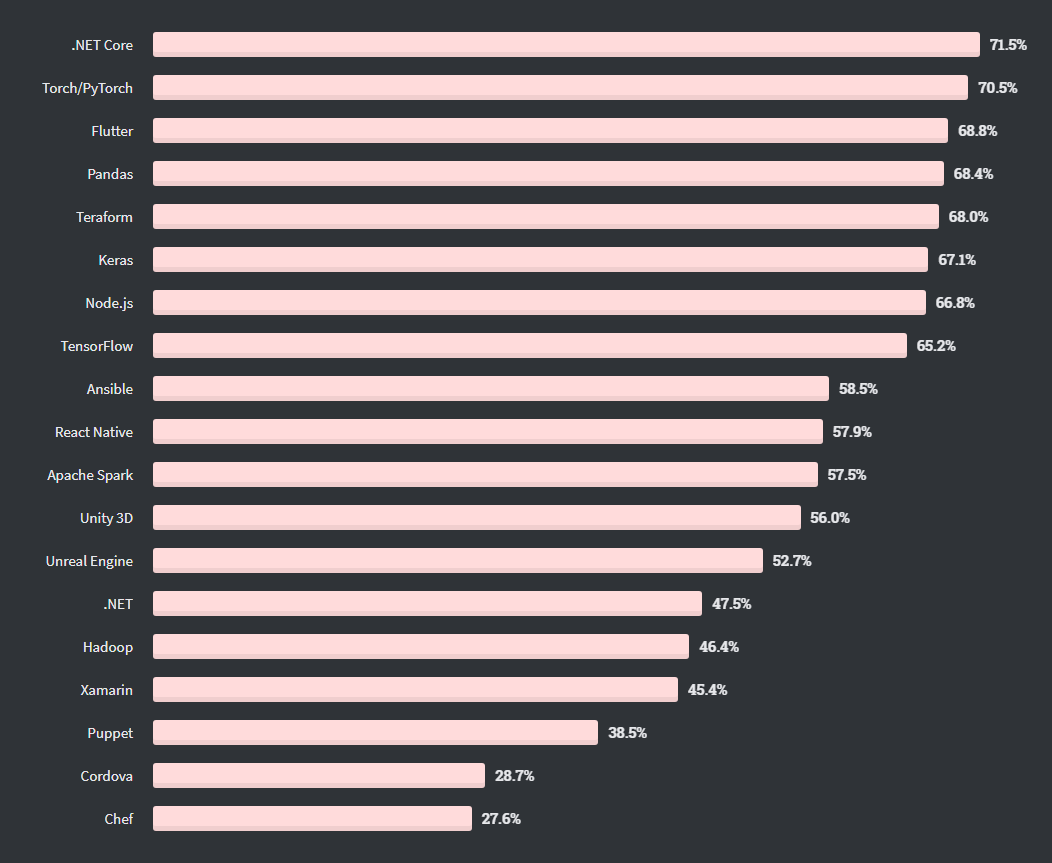 .NET Core 71.5%
Torch/PyTorch 70.5%
Flutter 68.8%
Pandas 68.4%
Teraform 68.0%
Keras 67.1%
Node.js 66.8%
TensorFlow 65.2%
Ansible 58.5%
React Native 57.9%
Apache Spark 57.5%
Unity 3D 56.0%
Unreal Engine 52.7%
.NET 47.5%
Hadoop 46.4%
Xamarin 45.4%
Puppet 38.5%
Cordova 28.7%
Chef 27.6%